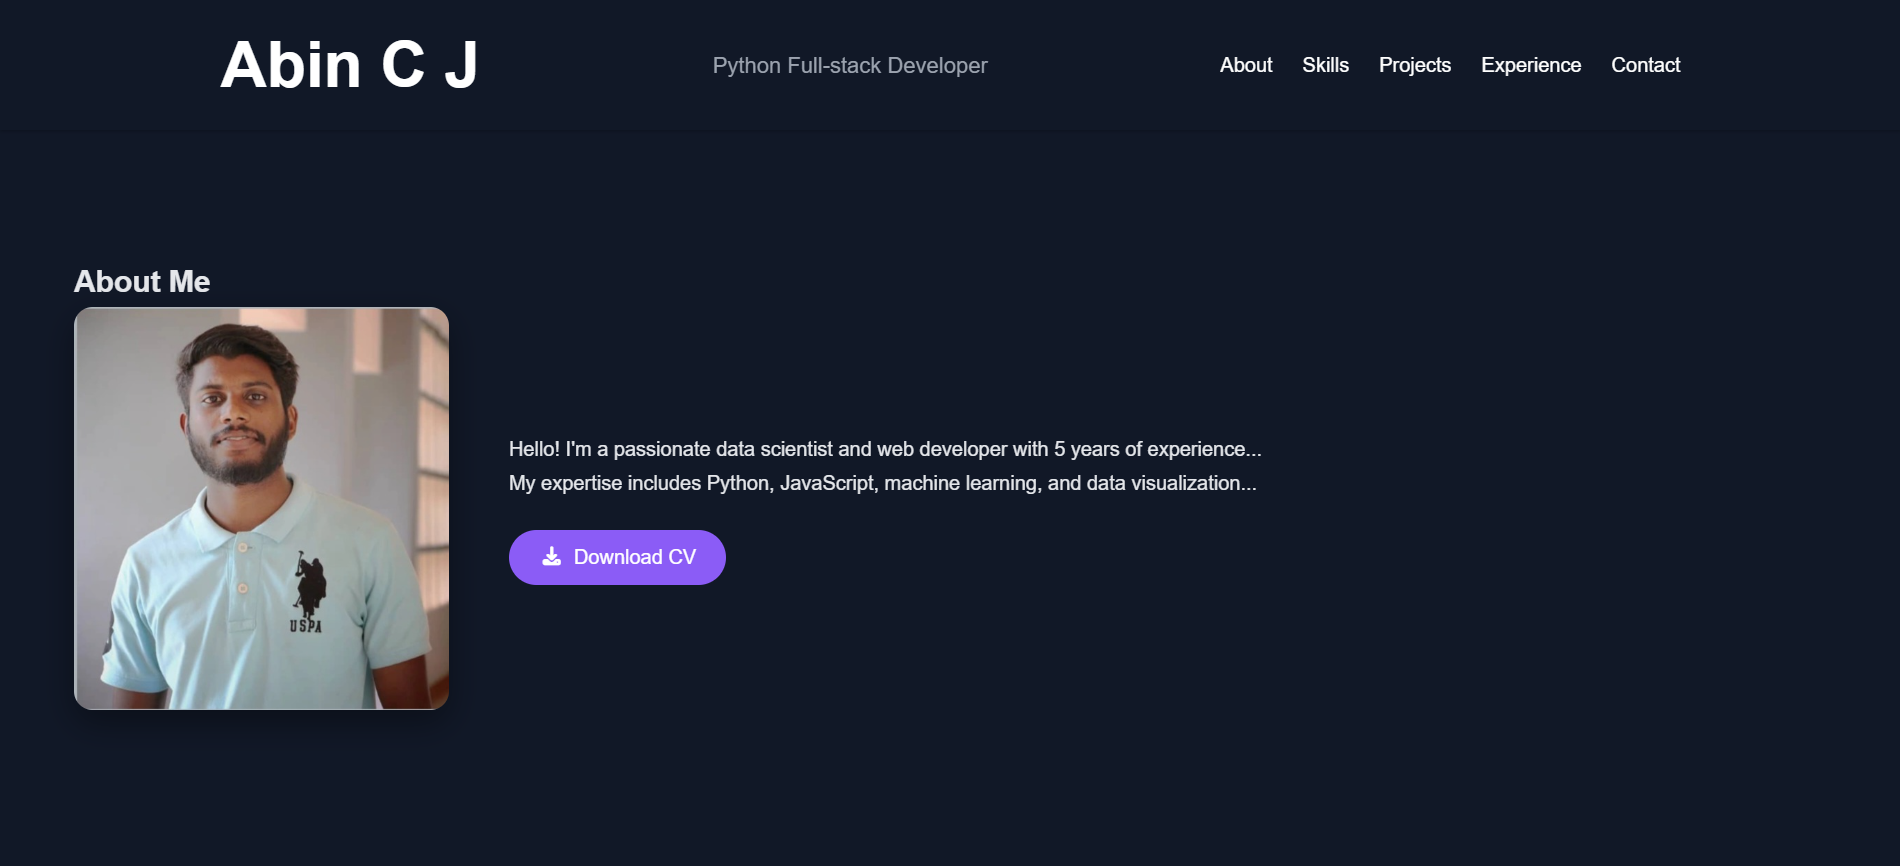 Abin C J
Python Full-stack Developer
About Skills Projects Experience Contact
About Me
USPA
Hello! I'm a passionate data scientist and web developer with 5 years of experience...
My expertise includes Python, JavaScript, machine learning, and data visualization...
Download CV